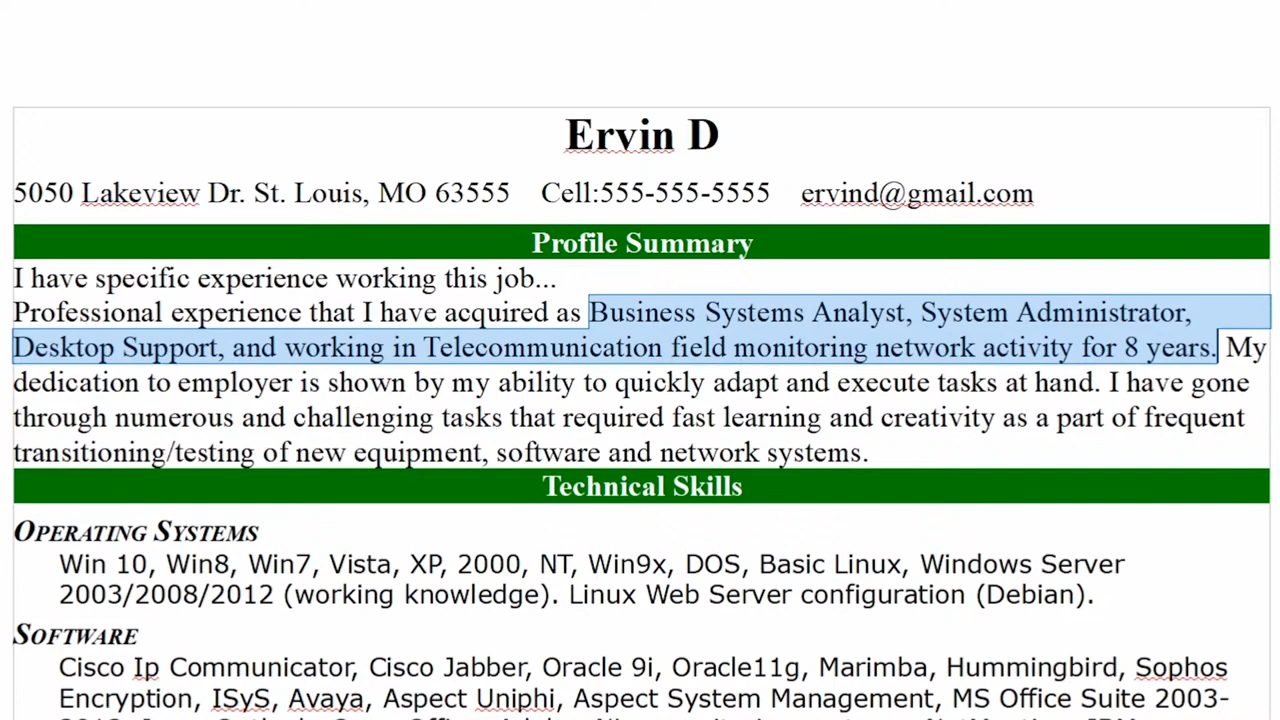 Ervin D
5050 Lakeview Dr. St. Louis, MO 63555 Cell:555-555-5555 ervind@gmail.com
Profile Summary
I have specific experience working this job...
Professional experience that I have acquired as Business Systems Analyst, System Administrator,
Desktop Support, and working in Telecommunication field monitoring network activity for 8 years. My
dedication to employer is shown by my ability to quickly adapt and execute tasks at hand. I have gone
through numerous and challenging tasks that required fast learning and creativity as a part of frequent
transitioning/testing of new equipment, software and network systems.
Technical Skills
OPERATING SYSTEMS
Win 10, Win8, Win7, Vista, XP, 2000, NT, Win9x, DOS, Basic Linux, Windows Server
2003/2008/2012 (working knowledge). Linux Web Server configuration (Debian).
SOFTWARE
Cisco Ip Communicator, Cisco Jabber, Oracle 9i, Oracle11g, Marimba, Hummingbird, Sophos
Encryption, ISyS, Avaya, Aspect Uniphi, Aspect System Management, MS Office Suite 2003-